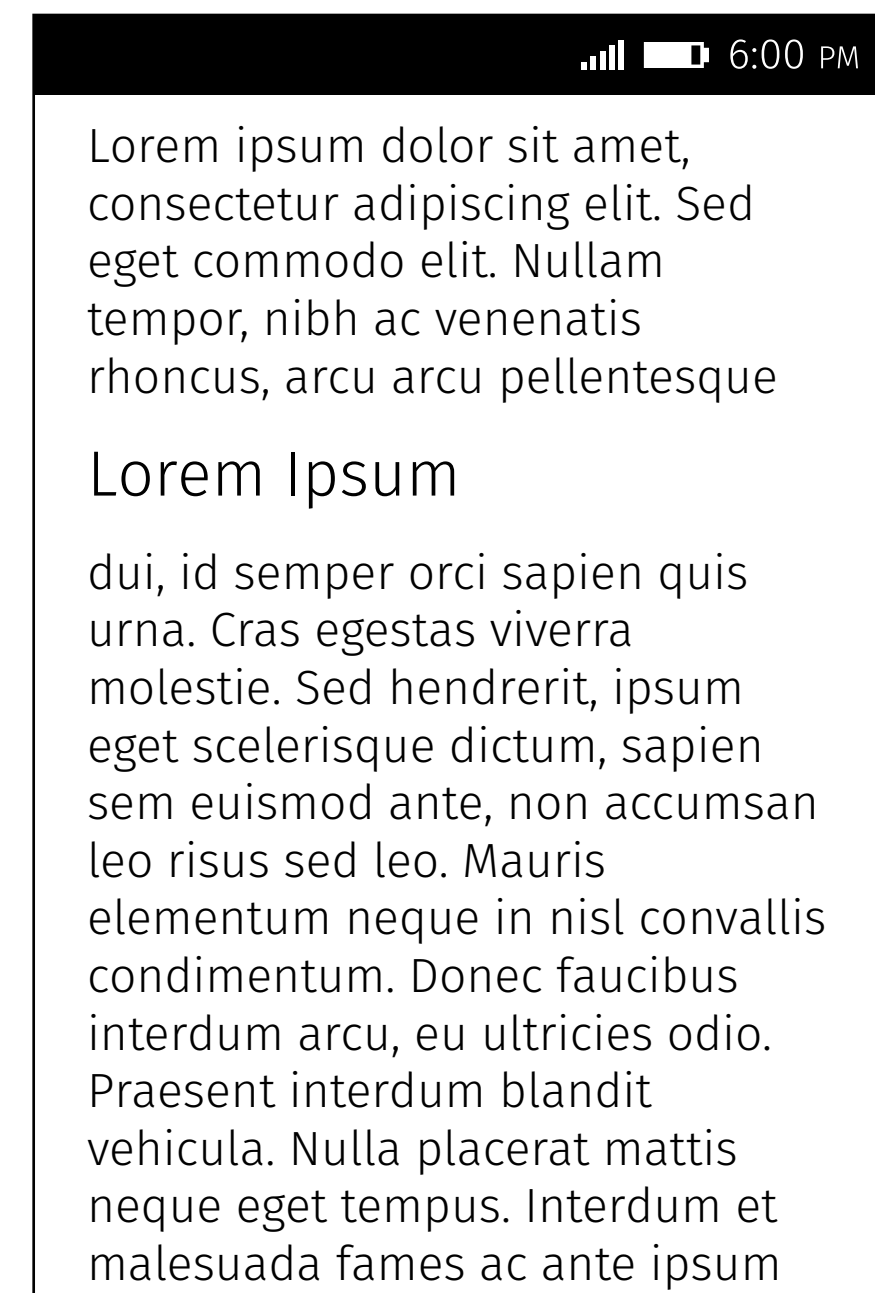 6:00 PM
Lorem ipsum dolor sit amet,
consectetur adipiscing elit. Sed
eget commodo elit. Nullam
tempor, nibh ac venenatis
rhoncus, arcu arcu pellentesque
Lorem Ipsum
dui, id semper orci sapien quis
urna. Cras egestas viverra
molestie. Sed hendrerit, ipsum
eget scelerisque dictum, sapien
sem euismod ante, non accumsan
leo risus sed leo. Mauris
elementum neque in nisl convallis
condimentum. Donec faucibus
interdum arcu, eu ultricies odio.
Praesent interdum blandit
vehicula. Nulla placerat mattis
neque eget tempus. Interdum et
malesuada fames ac ante ipsum